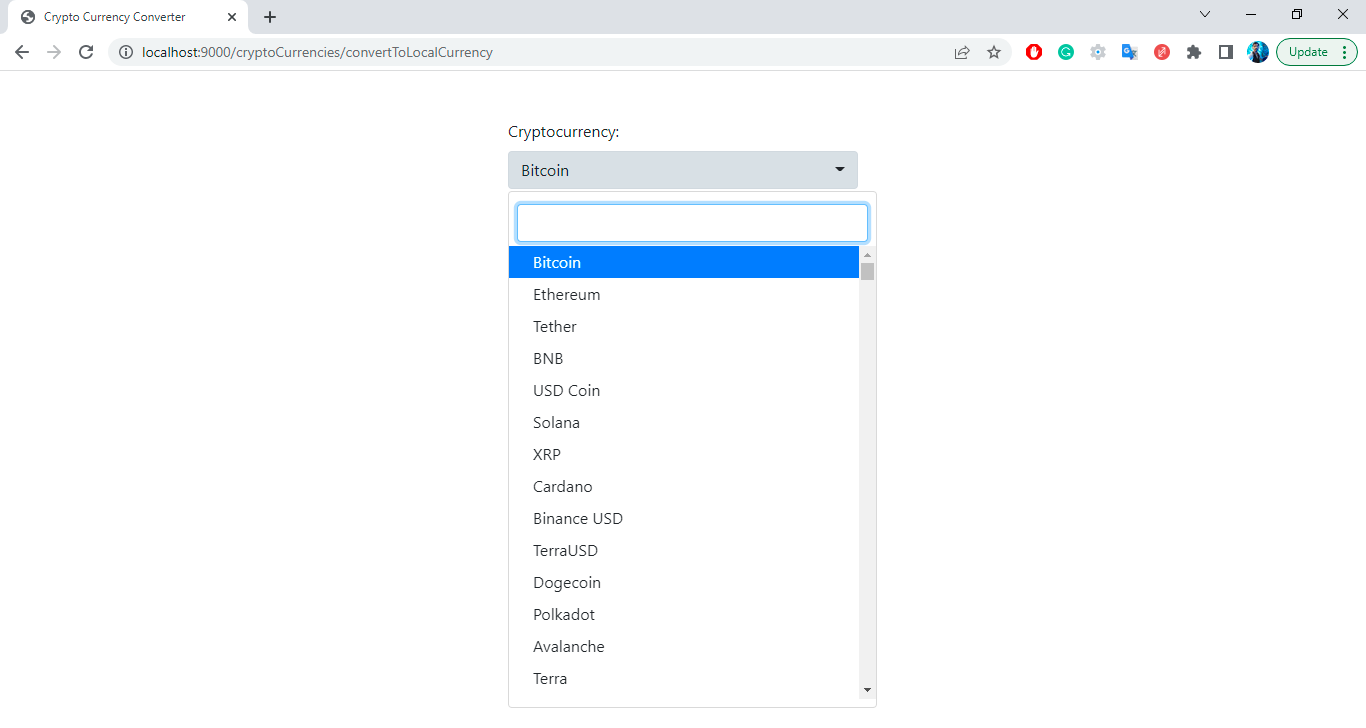 Crypto Currency Converter
localhost:9000/cryptoCurrencies/convertToLocalCurrency
Update
Cryptocurrency:
Bitcoin
Bitcoin
Ethereum
Tether
BNB
USD Coin
Solana
XRP
Cardano
Binance USD
TerraUSD
Dogecoin
Polkadot
Avalanche
Terra